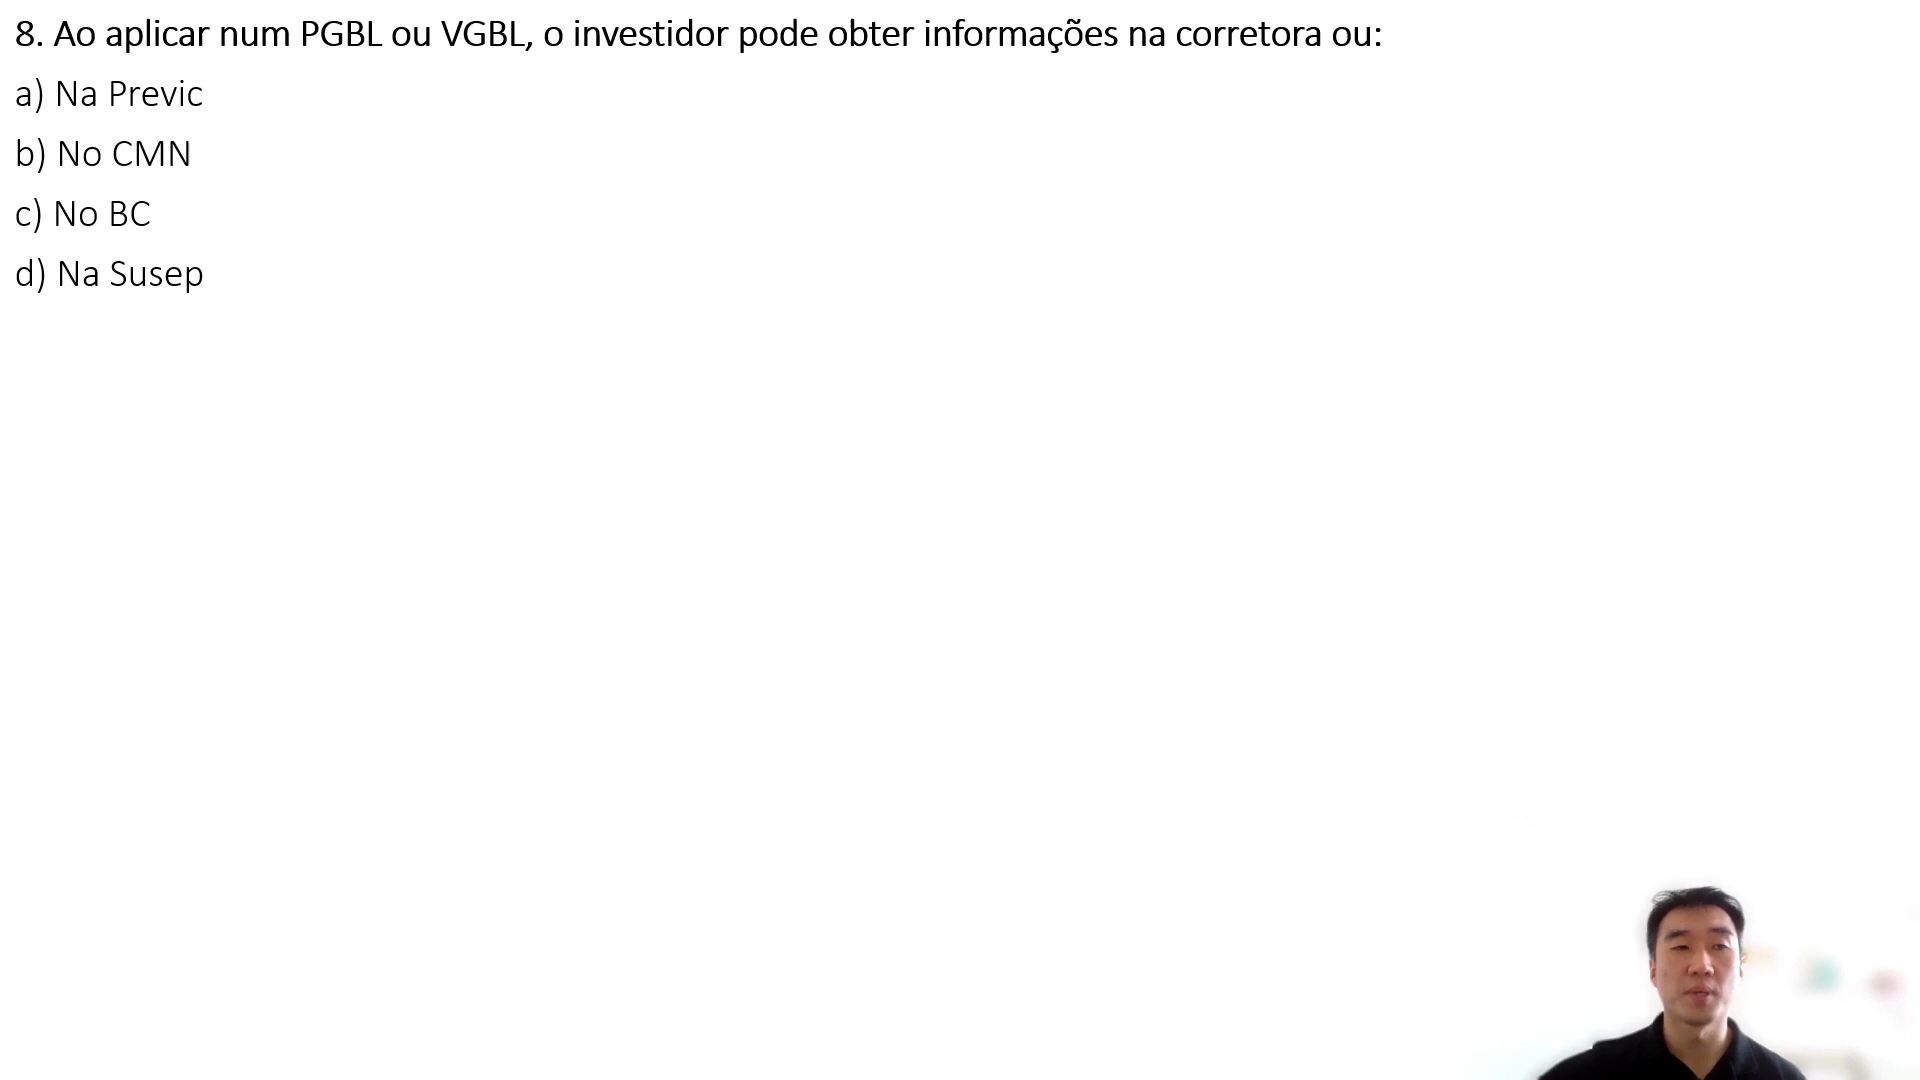 8. Ao aplicar num PGBL ou VGBL, o investidor pode obter informações na corretora ou:
a) Na Previc
b) No CMN
c) No BC
d) Na Susep